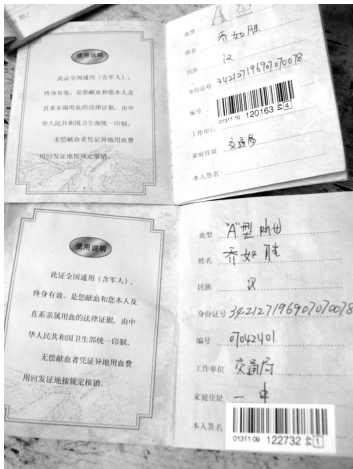 使用说明
此证全国通用（含军人），
终身有效，是您献血和您本人及
直系亲属用血的法律证据，由中
华人民共和国卫生部统一印制。
无偿献血者凭证异地用血费
用回发证地按规定报销。
血型 A
姓名 乔如胜
民族 汉
身份证号 342127196907070078
编号
01311 10 120163 4
工作单位 交通局
家庭住址
本人签名
使用说明
此证全国通用（含军人），
终身有效，是您献血和您本人及
直系亲属用血的法律证据，由中
华人民共和国卫生部统一印制。
无偿献血者凭证异地用血费
用回发证地按规定报销。
血型 "A"型 Rh(+)
姓名 乔如胜
民族 汉
身份证号 342127196907070078
编号 07042401
工作单位 交通局
家庭住址 一中
本人签名
01311 09 122732 1